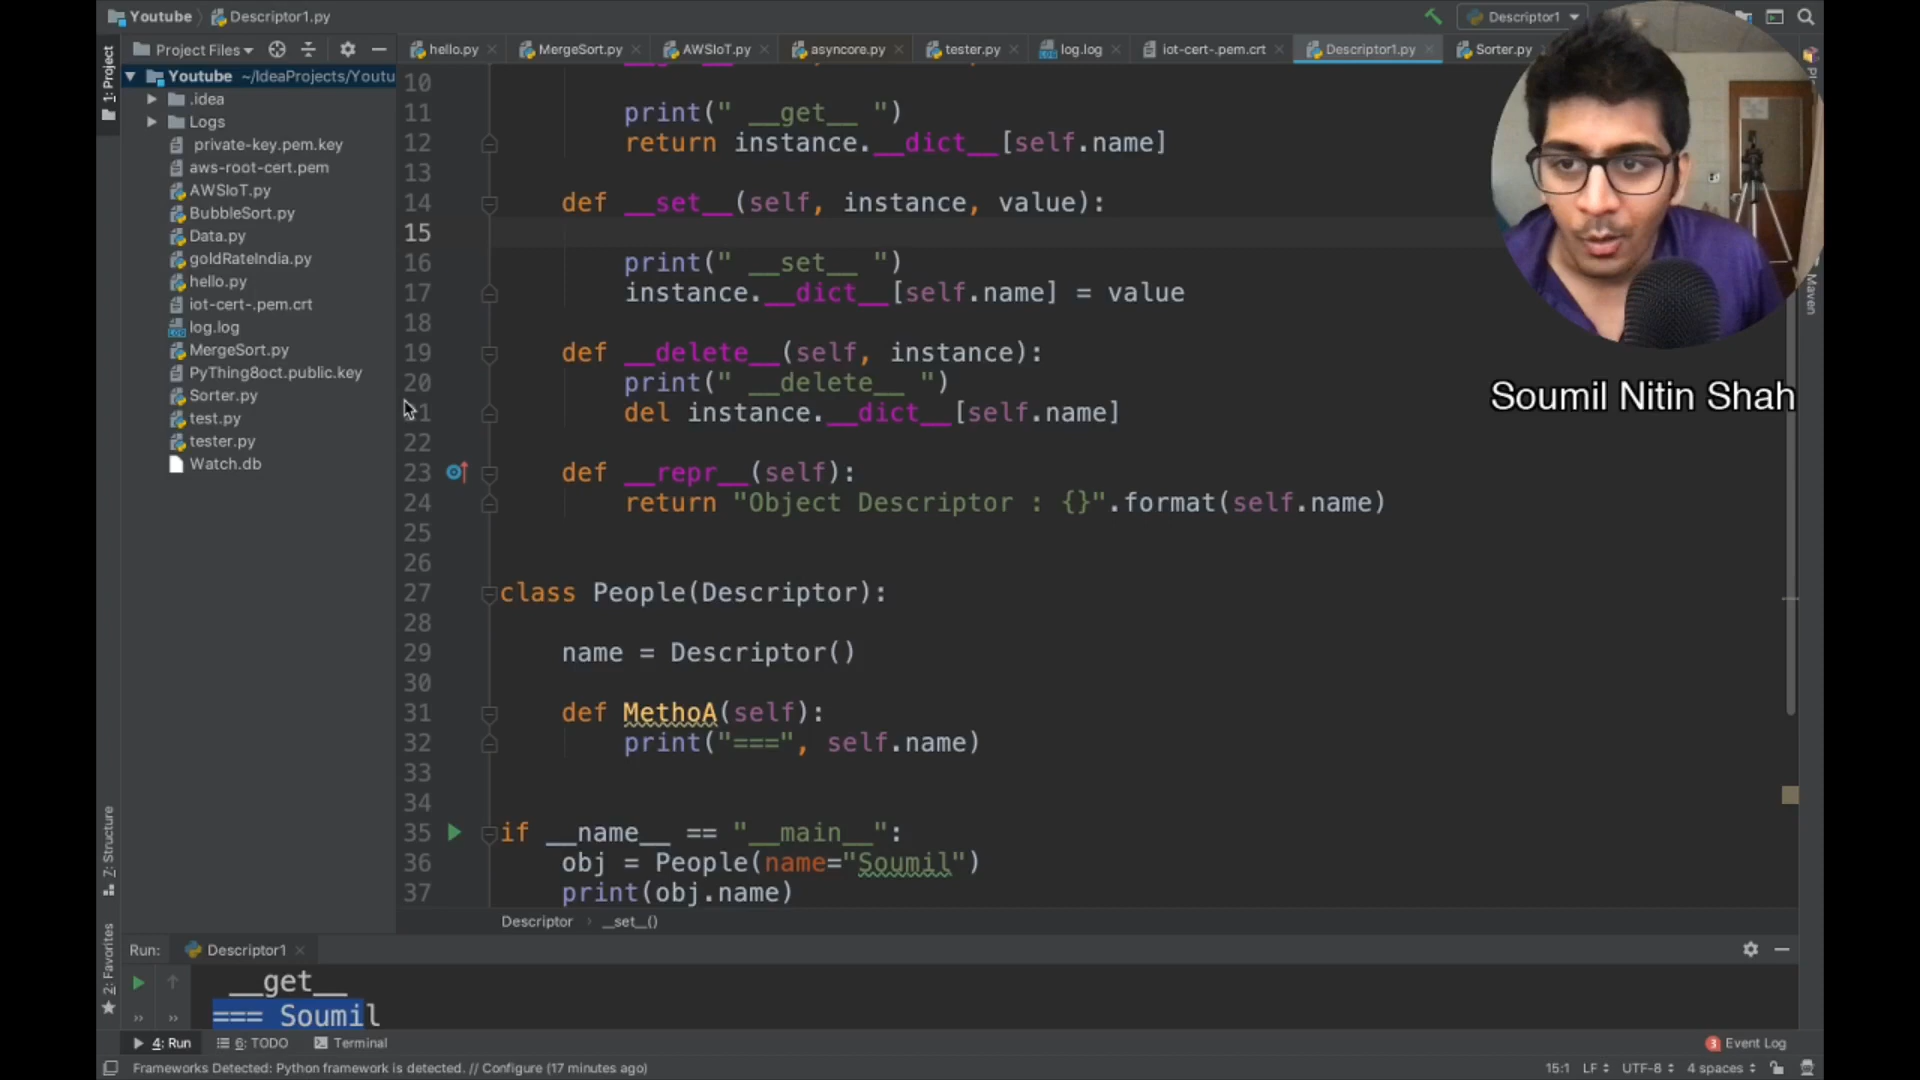 Youtube
Descriptor1.py
Descriptor1
1: Project
Project Files
hello.py
MergeSort.py
AWSIoT.py
asyncore.py
tester.py
log.log
iot-cert-.pem.crt
Descriptor1.py
Sorter.py
Youtube ~/IdeaProjects/Youtu
.idea
Logs
private-key.pem.key
aws-root-cert.pem
AWSIoT.py
BubbleSort.py
Data.py
goldRateIndia.py
hello.py
iot-cert-.pem.crt
log.log
MergeSort.py
PyThing8oct.public.key
Sorter.py
test.py
tester.py
Watch.db
10
11 print(" __get__ ")
12 return instance.__dict__[self.name]
13
14 def __set__(self, instance, value):
15
16 print(" __set__ ")
17 instance.__dict__[self.name] = value
18
19 def __delete__(self, instance):
20 print(" __delete__ ")
21 del instance.__dict__[self.name]
22
23 def __repr__(self):
24 return "Object Descriptor : {}".format(self.name)
25
26
27 class People(Descriptor):
28
29 name = Descriptor()
30
31 def MethoA(self):
32 print("===", self.name)
33
34
35 if __name__ == "__main__":
36 obj = People(name="Soumil")
37 print(obj.name)
Soumil Nitin Shah
Maven
Descriptor › __set__()
Z: Structure
2: Favorites
Run: Descriptor1
__get__
=== Soumil
4: Run
6: TODO
Terminal
3 Event Log
Frameworks Detected: Python framework is detected. // Configure (17 minutes ago)
15:1 LF UTF-8 4 spaces